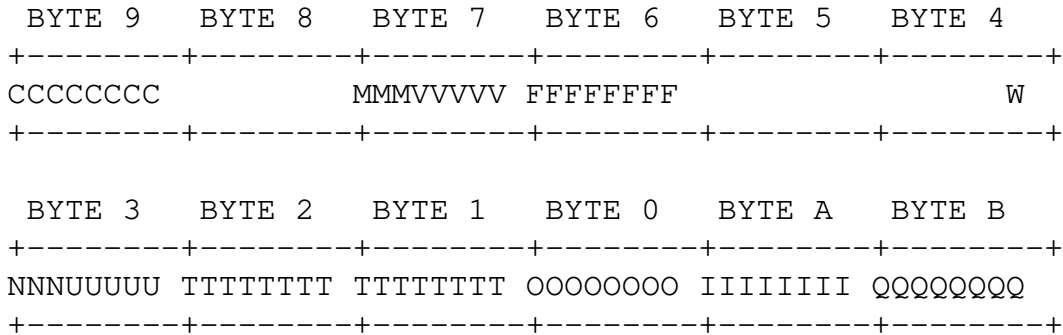 BYTE 9 BYTE 8 BYTE 7 BYTE 6 BYTE 5 BYTE 4
+--------+--------+--------+--------+--------+--------+
CCCCCCCC MMMVVVVV FFFFFFFF W
+--------+--------+--------+--------+--------+--------+
BYTE 3 BYTE 2 BYTE 1 BYTE 0 BYTE A BYTE B
+--------+--------+--------+--------+--------+--------+
NNNUUUUU TTTTTTTT TTTTTTTT OOOOOOOO IIIIIIII QQQQQQQQ
+--------+--------+--------+--------+--------+--------+